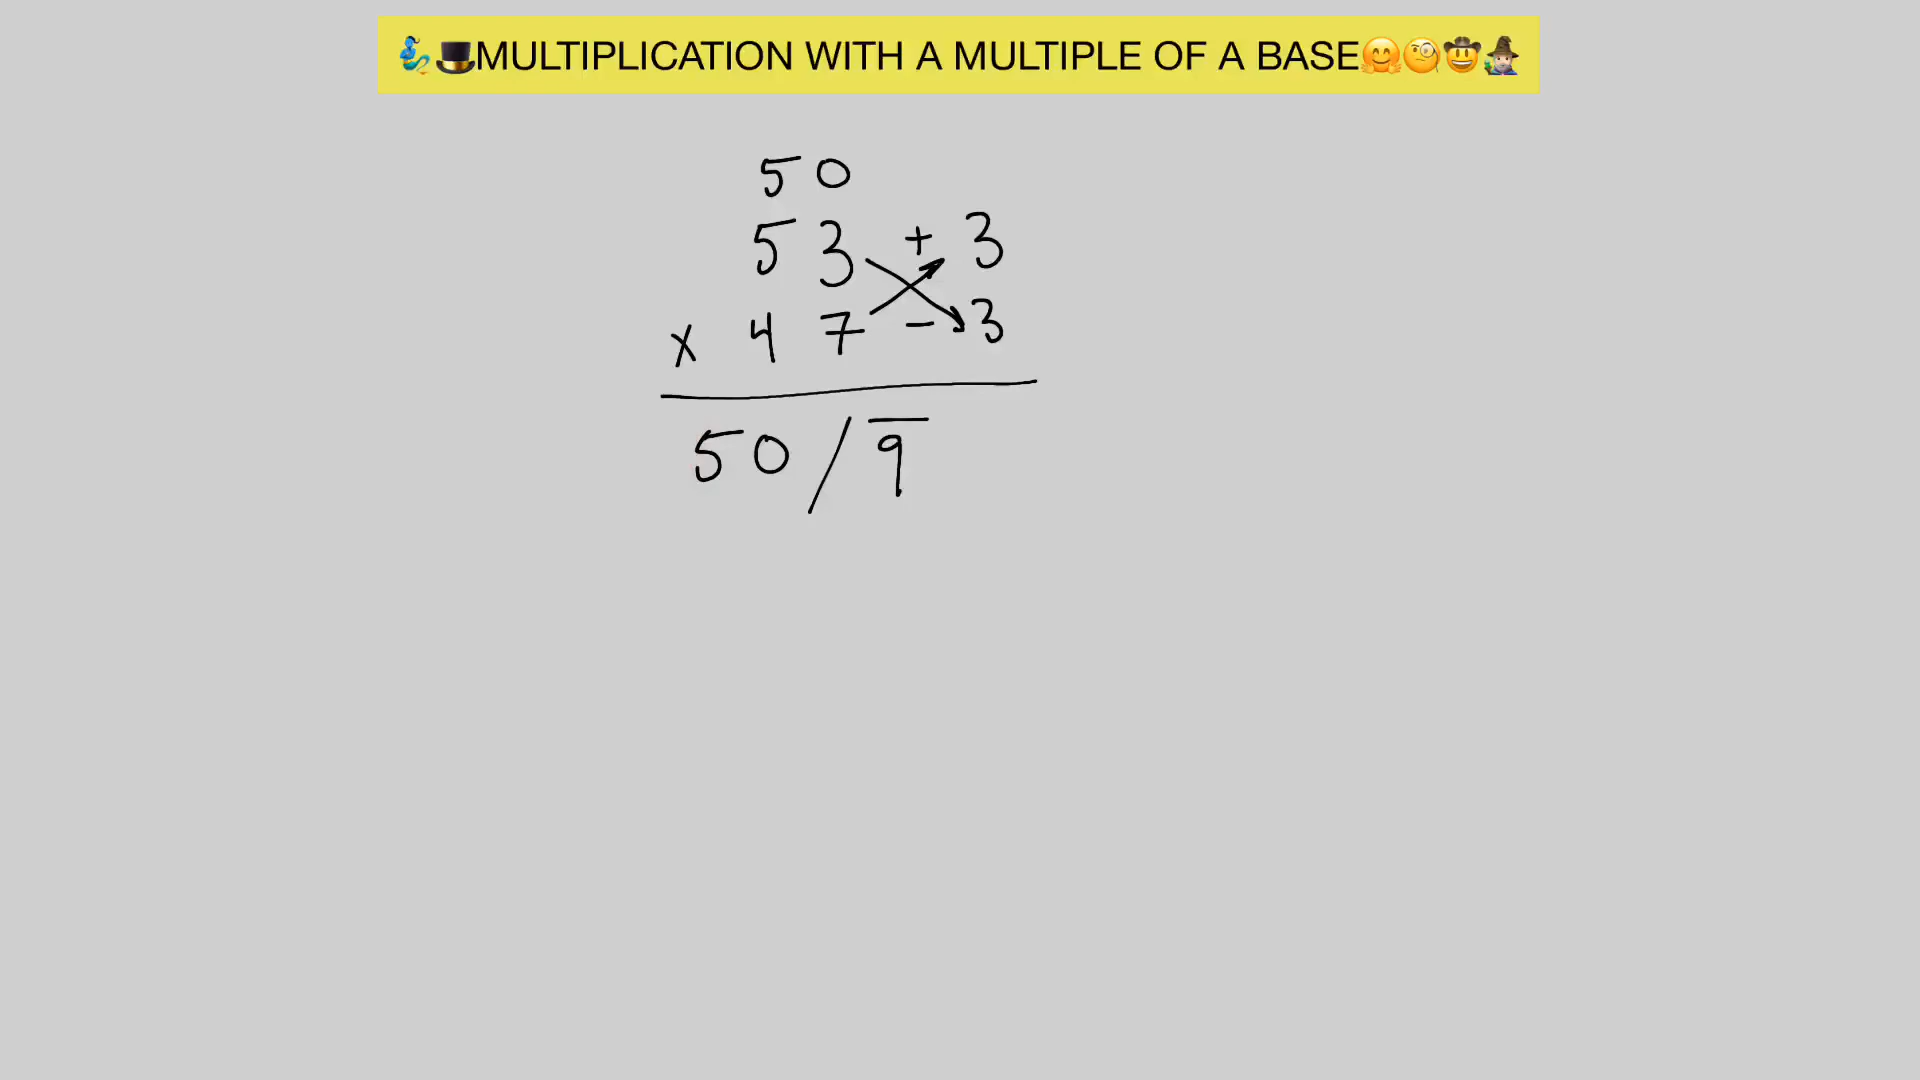 🧞‍♂️🎩MULTIPLICATION WITH A MULTIPLE OF A BASE🤗🧐🤠🧙‍♂️
50
53 + 3
x 47 - 3
50 / 9̅